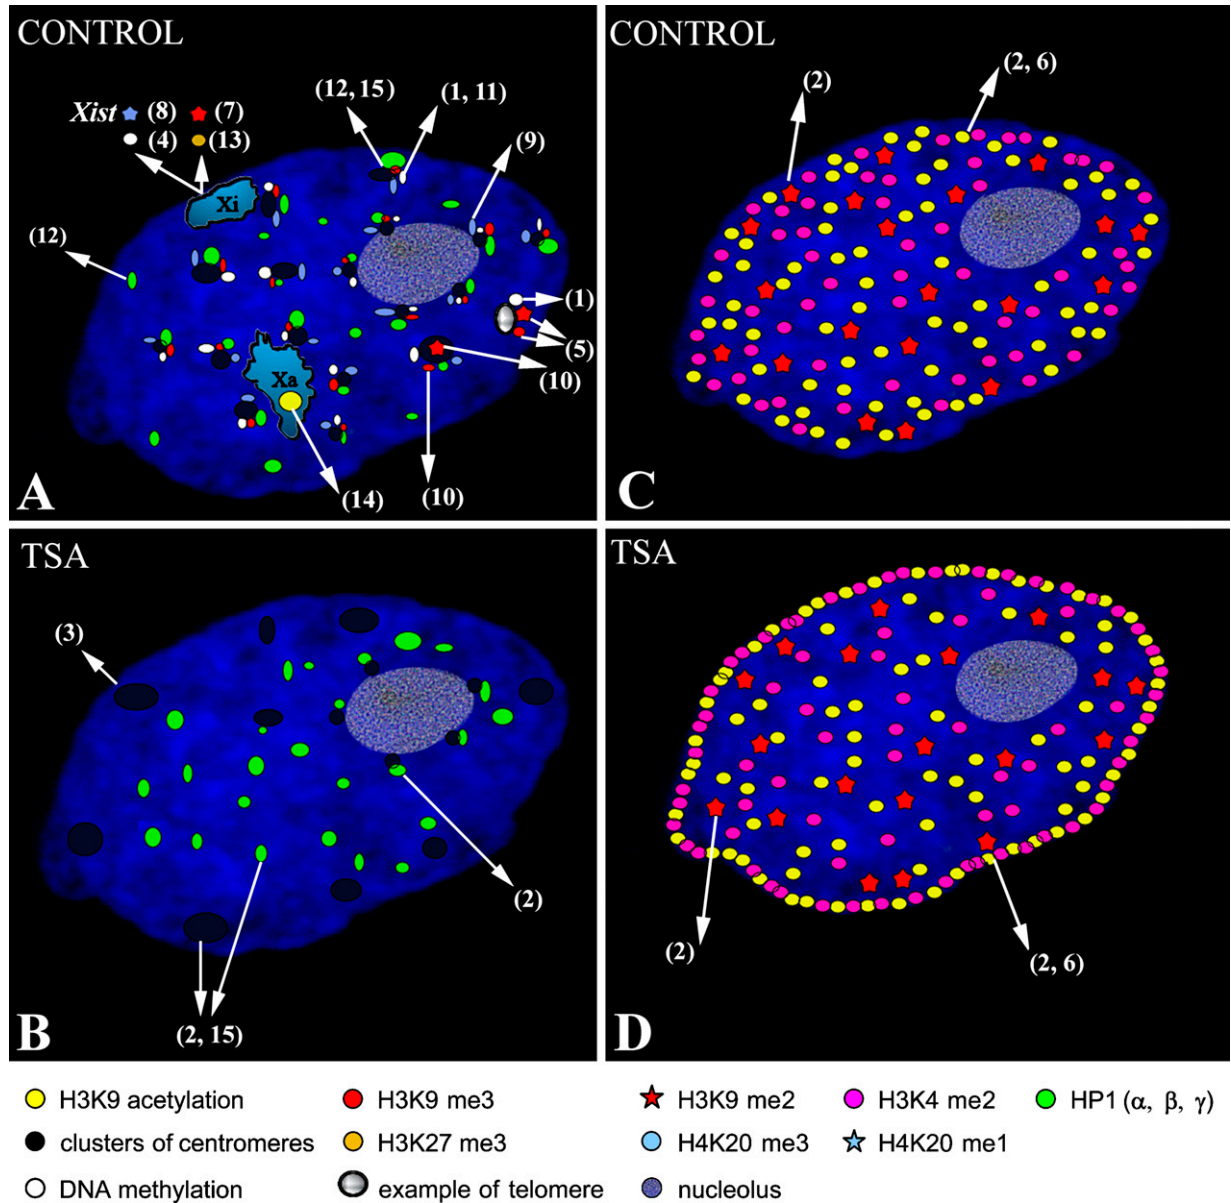 CONTROL
Xist (8) (7)
(4) (13)
(12, 15)
(1, 11)
(9)
Xi
(12)
(1)
(5)
Xa
(10)
(14)
(10)
A
CONTROL
(2)
(2, 6)
C
TSA
(3)
(2)
(2, 15)
B
TSA
(2)
(2, 6)
D
H3K9 acetylation
H3K9 me3
H3K9 me2
H3K4 me2
HP1 (α, β, γ)
clusters of centromeres
H3K27 me3
H4K20 me3
H4K20 me1
DNA methylation
example of telomere
nucleolus